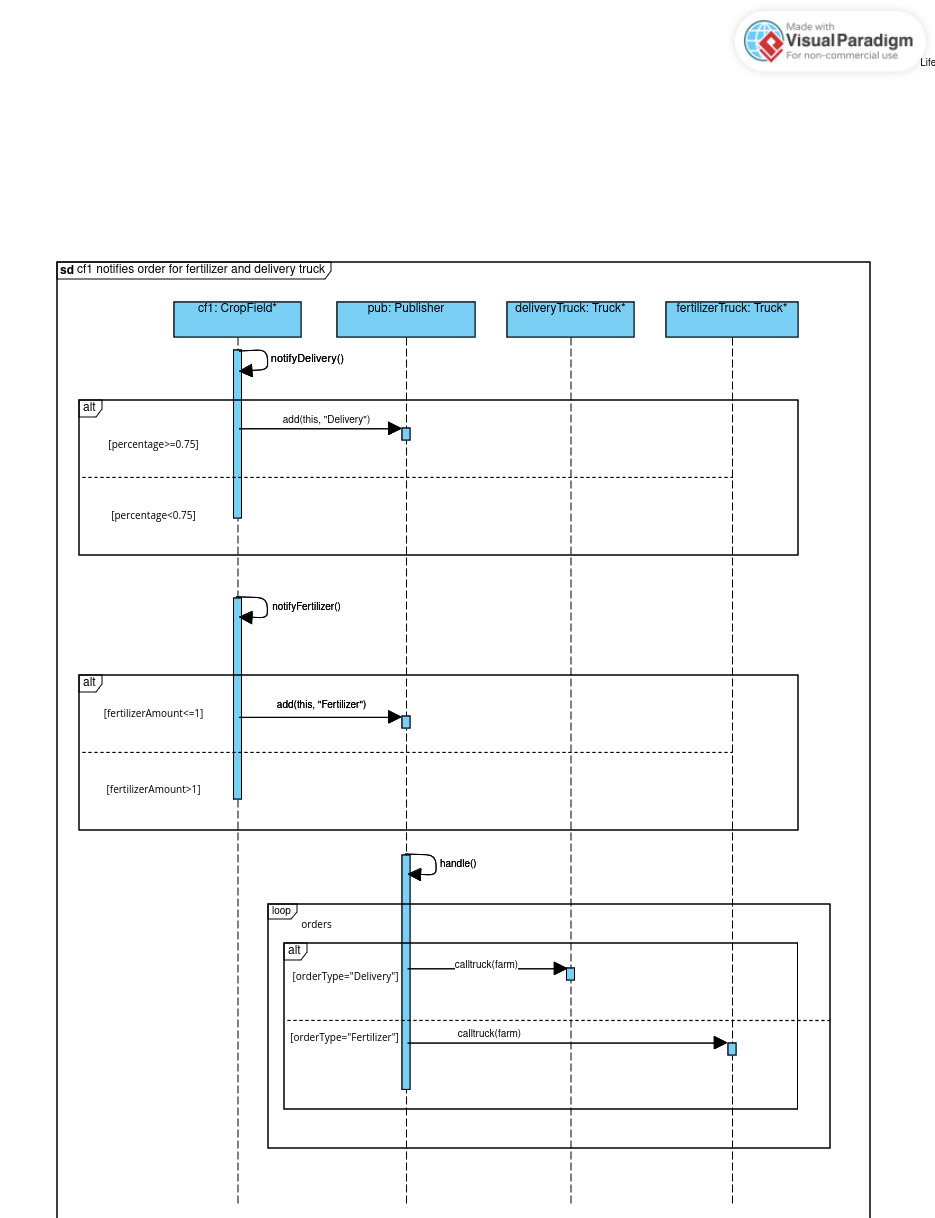 Made with
Visual Paradigm
For non-commercial use
Life
sd cf1 notifies order for fertilizer and delivery truck
cf1: CropField*
pub: Publisher
deliveryTruck: Truck*
fertilizerTruck: Truck*
notifyDelivery()
alt
add(this, "Delivery")
[percentage>=0.75]
[percentage<0.75]
notifyFertilizer()
alt
add(this, "Fertilizer")
[fertilizerAmount<=1]
[fertilizerAmount>1]
handle()
loop
orders
alt
calltruck(farm)
[orderType="Delivery"]
calltruck(farm)
[orderType="Fertilizer"]